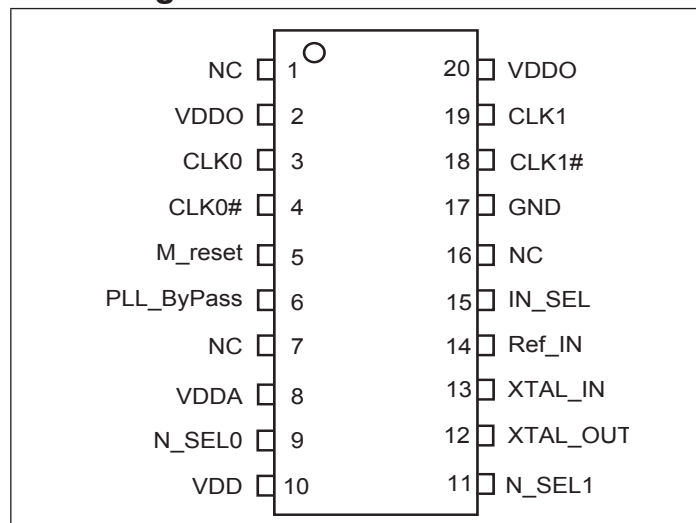 NC 1 20 VDDO
VDDO 2 19 CLK1
CLK0 3 18 CLK1#
CLK0# 4 17 GND
M_reset 5 16 NC
PLL_ByPass 6 15 IN_SEL
NC 7 14 Ref_IN
VDDA 8 13 XTAL_IN
N_SEL0 9 12 XTAL_OUT
VDD 10 11 N_SEL1